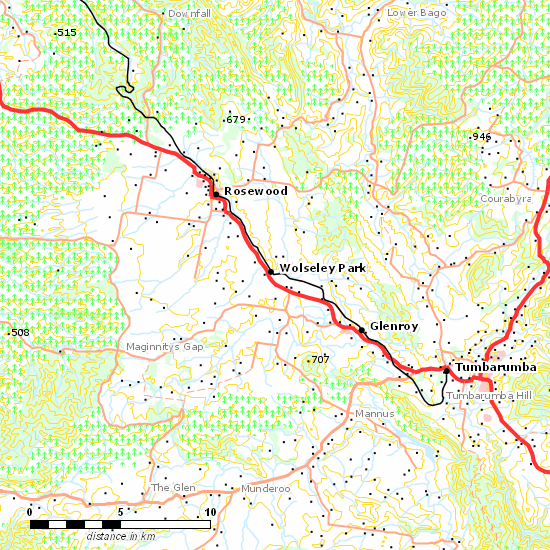 Downfall
Lower Bago
515
679
946
Rosewood
Courabyra
Wolseley Park
Glenroy
508
Maginnitys Gap
707
Tumbarumba
Tumbarumba Hill
Mannus
The Glen
Munderoo
0
10
distance in km